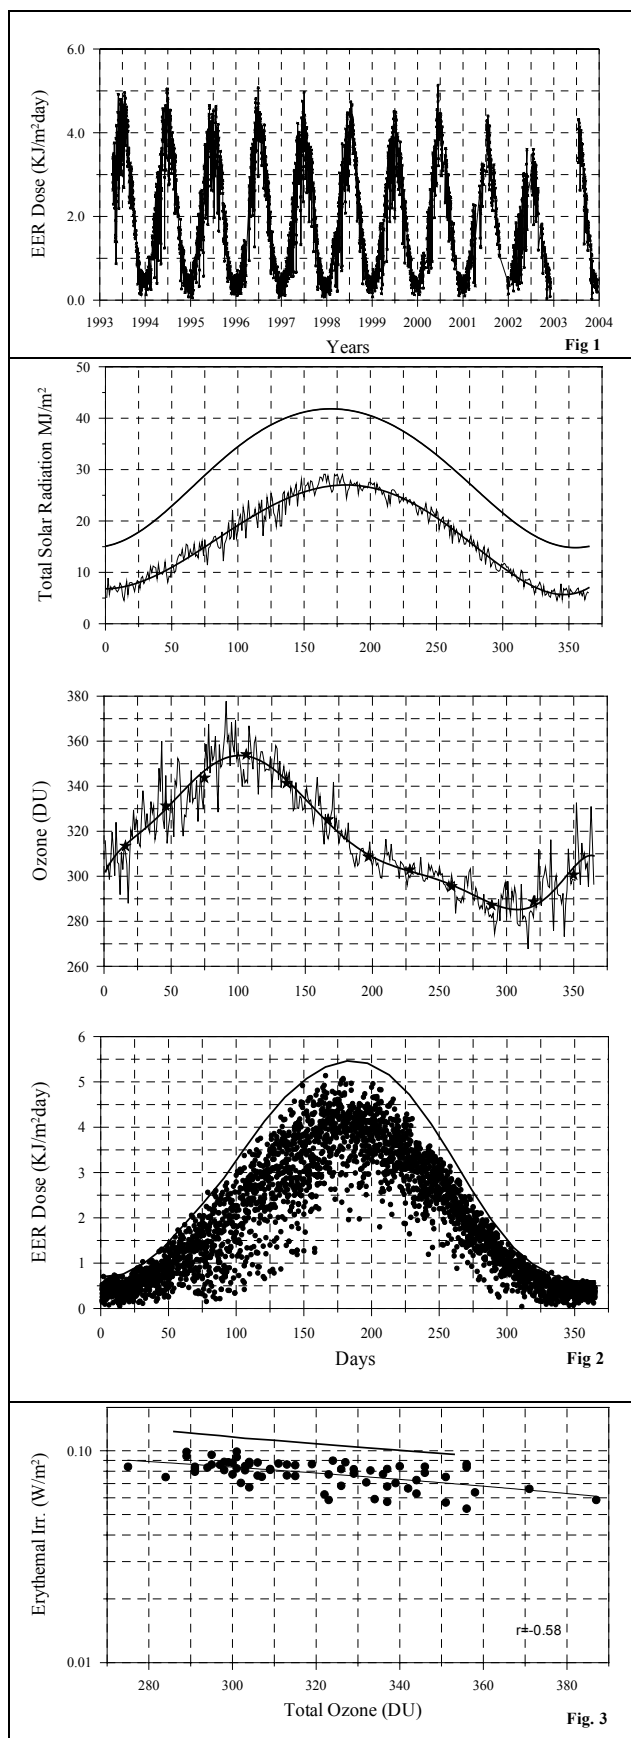 6.0
4.0
2.0
0.0
EER Dose (KJ/m²day)
1993 1994 1995 1996 1997 1998 1999 2000 2001 2002 2003 2004
Years
Fig 1
50
40
30
20
10
0
Total Solar Radiation MJ/m²
0 50 100 150 200 250 300 350
380
360
340
320
300
280
260
Ozone (DU)
0 50 100 150 200 250 300 350
6
5
4
3
2
1
0
EER Dose (KJ/m²day)
0 50 100 150 200 250 300 350
Days
Fig 2
0.10
0.01
Erythemal Irr. (W/m²)
r=-0.58
280 300 320 340 360 380
Total Ozone (DU)
Fig. 3